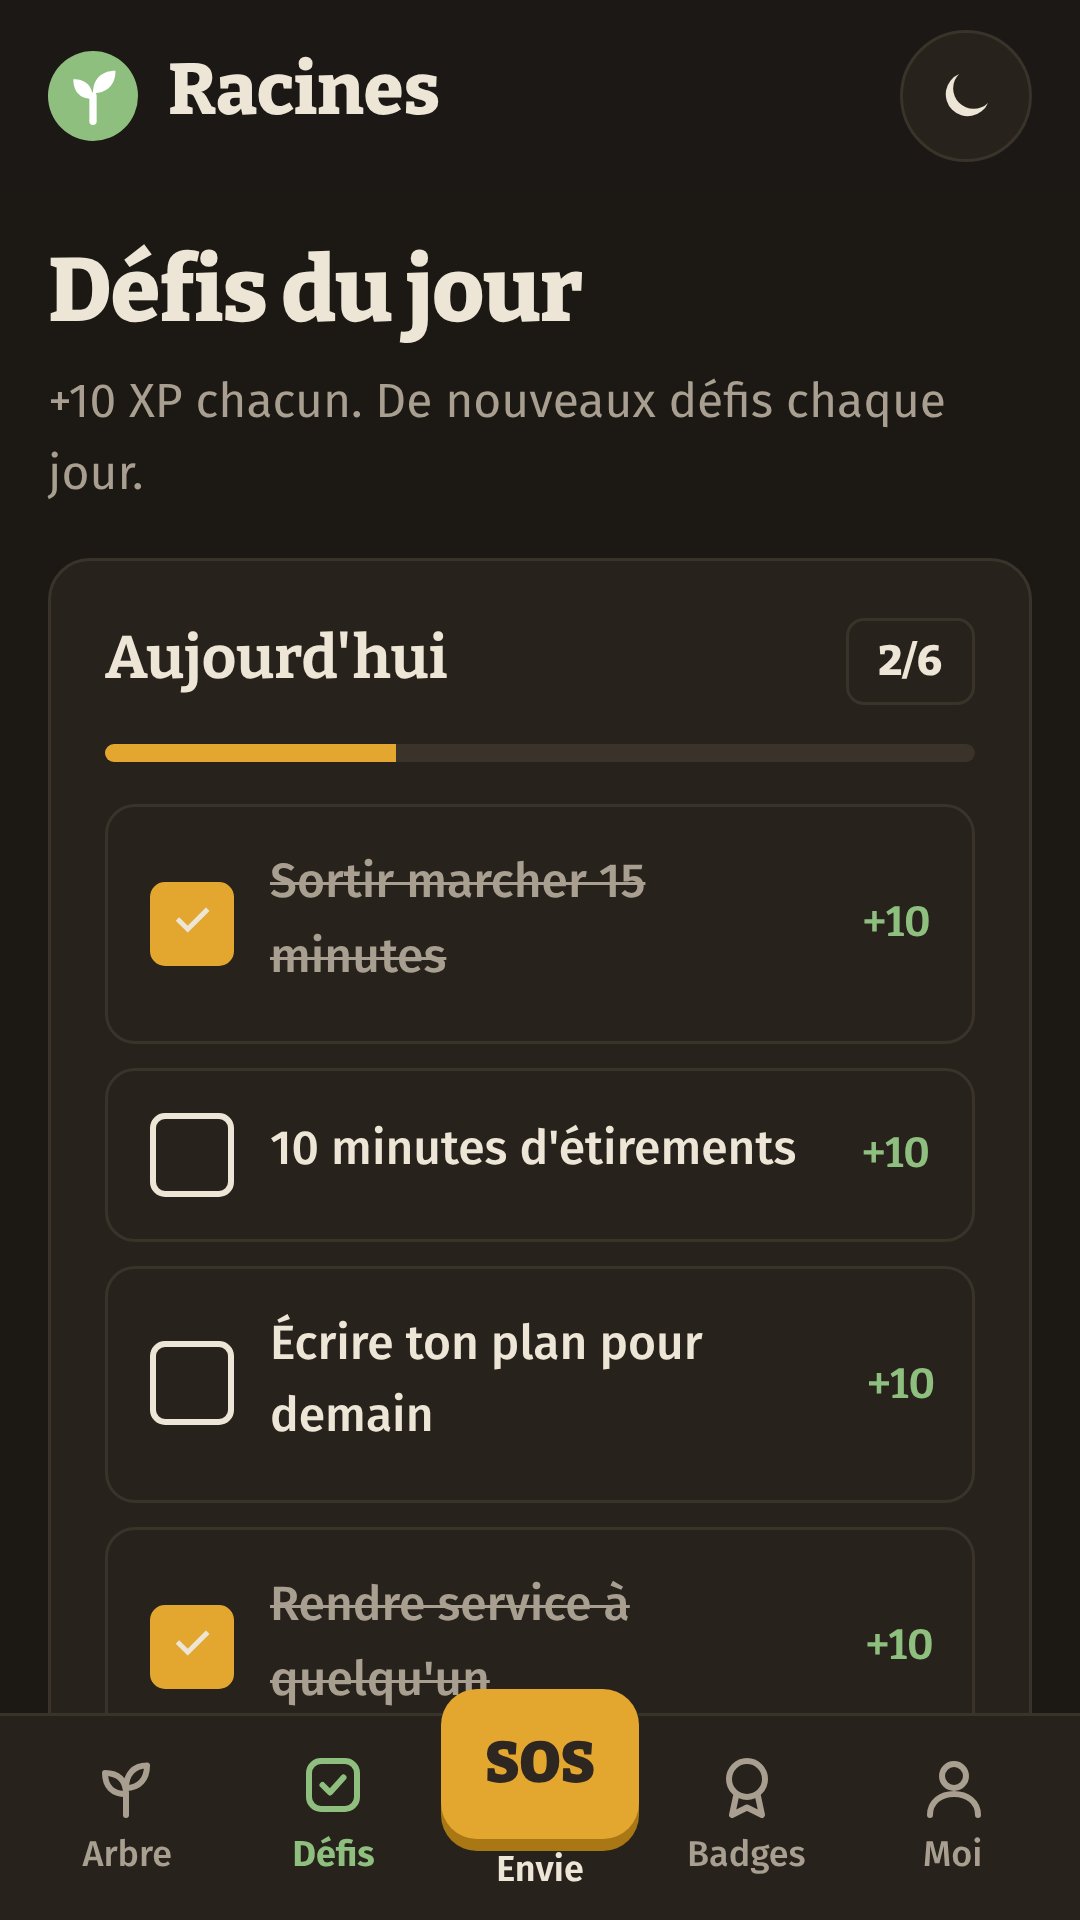 Racines
Défis du jour
+10 XP chacun. De nouveaux défis chaque
jour.
Aujourd'hui
2/6
Sortir marcher 15
minutes
+10
10 minutes d'étirements
+10
Écrire ton plan pour
demain
+10
Rendre service à
quelqu'un
+10
SOS
Arbre
Défis
Envie
Badges
Moi